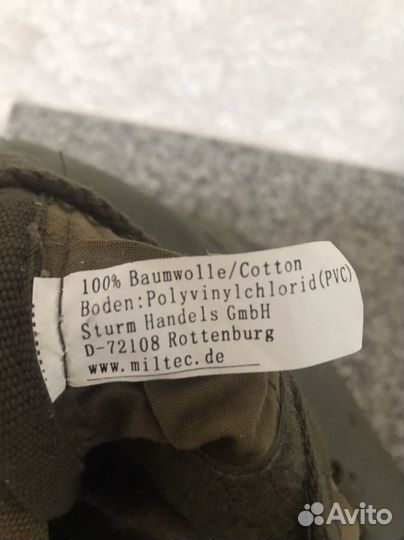 100% Baumwolle/Cotton
Boden:Polyvinylchlorid(PVC)
Sturm Handels GmbH
D-72108 Rottenburg
www.miltec.de
Avito